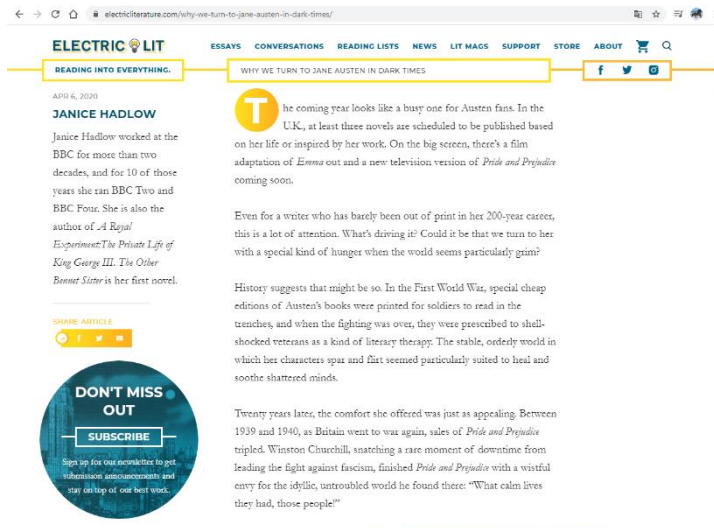 electricliterature.com/why-we-turn-to-jane-austen-in-dark-times/
ELECTRIC LIT
ESSAYS CONVERSATIONS READING LISTS NEWS LIT MAGS SUPPORT STORE ABOUT
READING INTO EVERYTHING.
WHY WE TURN TO JANE AUSTEN IN DARK TIMES
APR 6, 2020
JANICE HADLOW
Janice Hadlow worked at the
BBC for more than two
decades, and for 10 of those
years she ran BBC Two and
BBC Four. She is also the
author of A Royal
Experiment:The Private Life of
King George III. The Other
Bennet Sister is her first novel.
SHARE ARTICLE
DON'T MISS
OUT
SUBSCRIBE
Sign up for our newsletter to get
submission announcements and
stay on top of our best work.
The coming year looks like a busy one for Austen fans. In the
U.K., at least three novels are scheduled to be published based
on her life or inspired by her work. On the big screen, there's a film
adaptation of Emma out and a new television version of Pride and Prejudice
coming soon.
Even for a writer who has barely been out of print in her 200-year career,
this is a lot of attention. What's driving it? Could it be that we turn to her
with a special kind of hunger when the world seems particularly grim?
History suggests that might be so. In the First World War, special cheap
editions of Austen's books were printed for soldiers to read in the
trenches, and when the fighting was over, they were prescribed to shell-
shocked veterans as a kind of literary therapy. The stable, orderly world in
which her characters spar and flirt seemed particularly suited to heal and
soothe shattered minds.
Twenty years later, the comfort she offered was just as appealing. Between
1939 and 1940, as Britain went to war again, sales of Pride and Prejudice
tripled. Winston Churchill, snatching a rare moment of downtime from
leading the fight against fascism, finished Pride and Prejudice with a wistful
envy for the idyllic, untroubled world he found there: "What calm lives
they had, those people!"